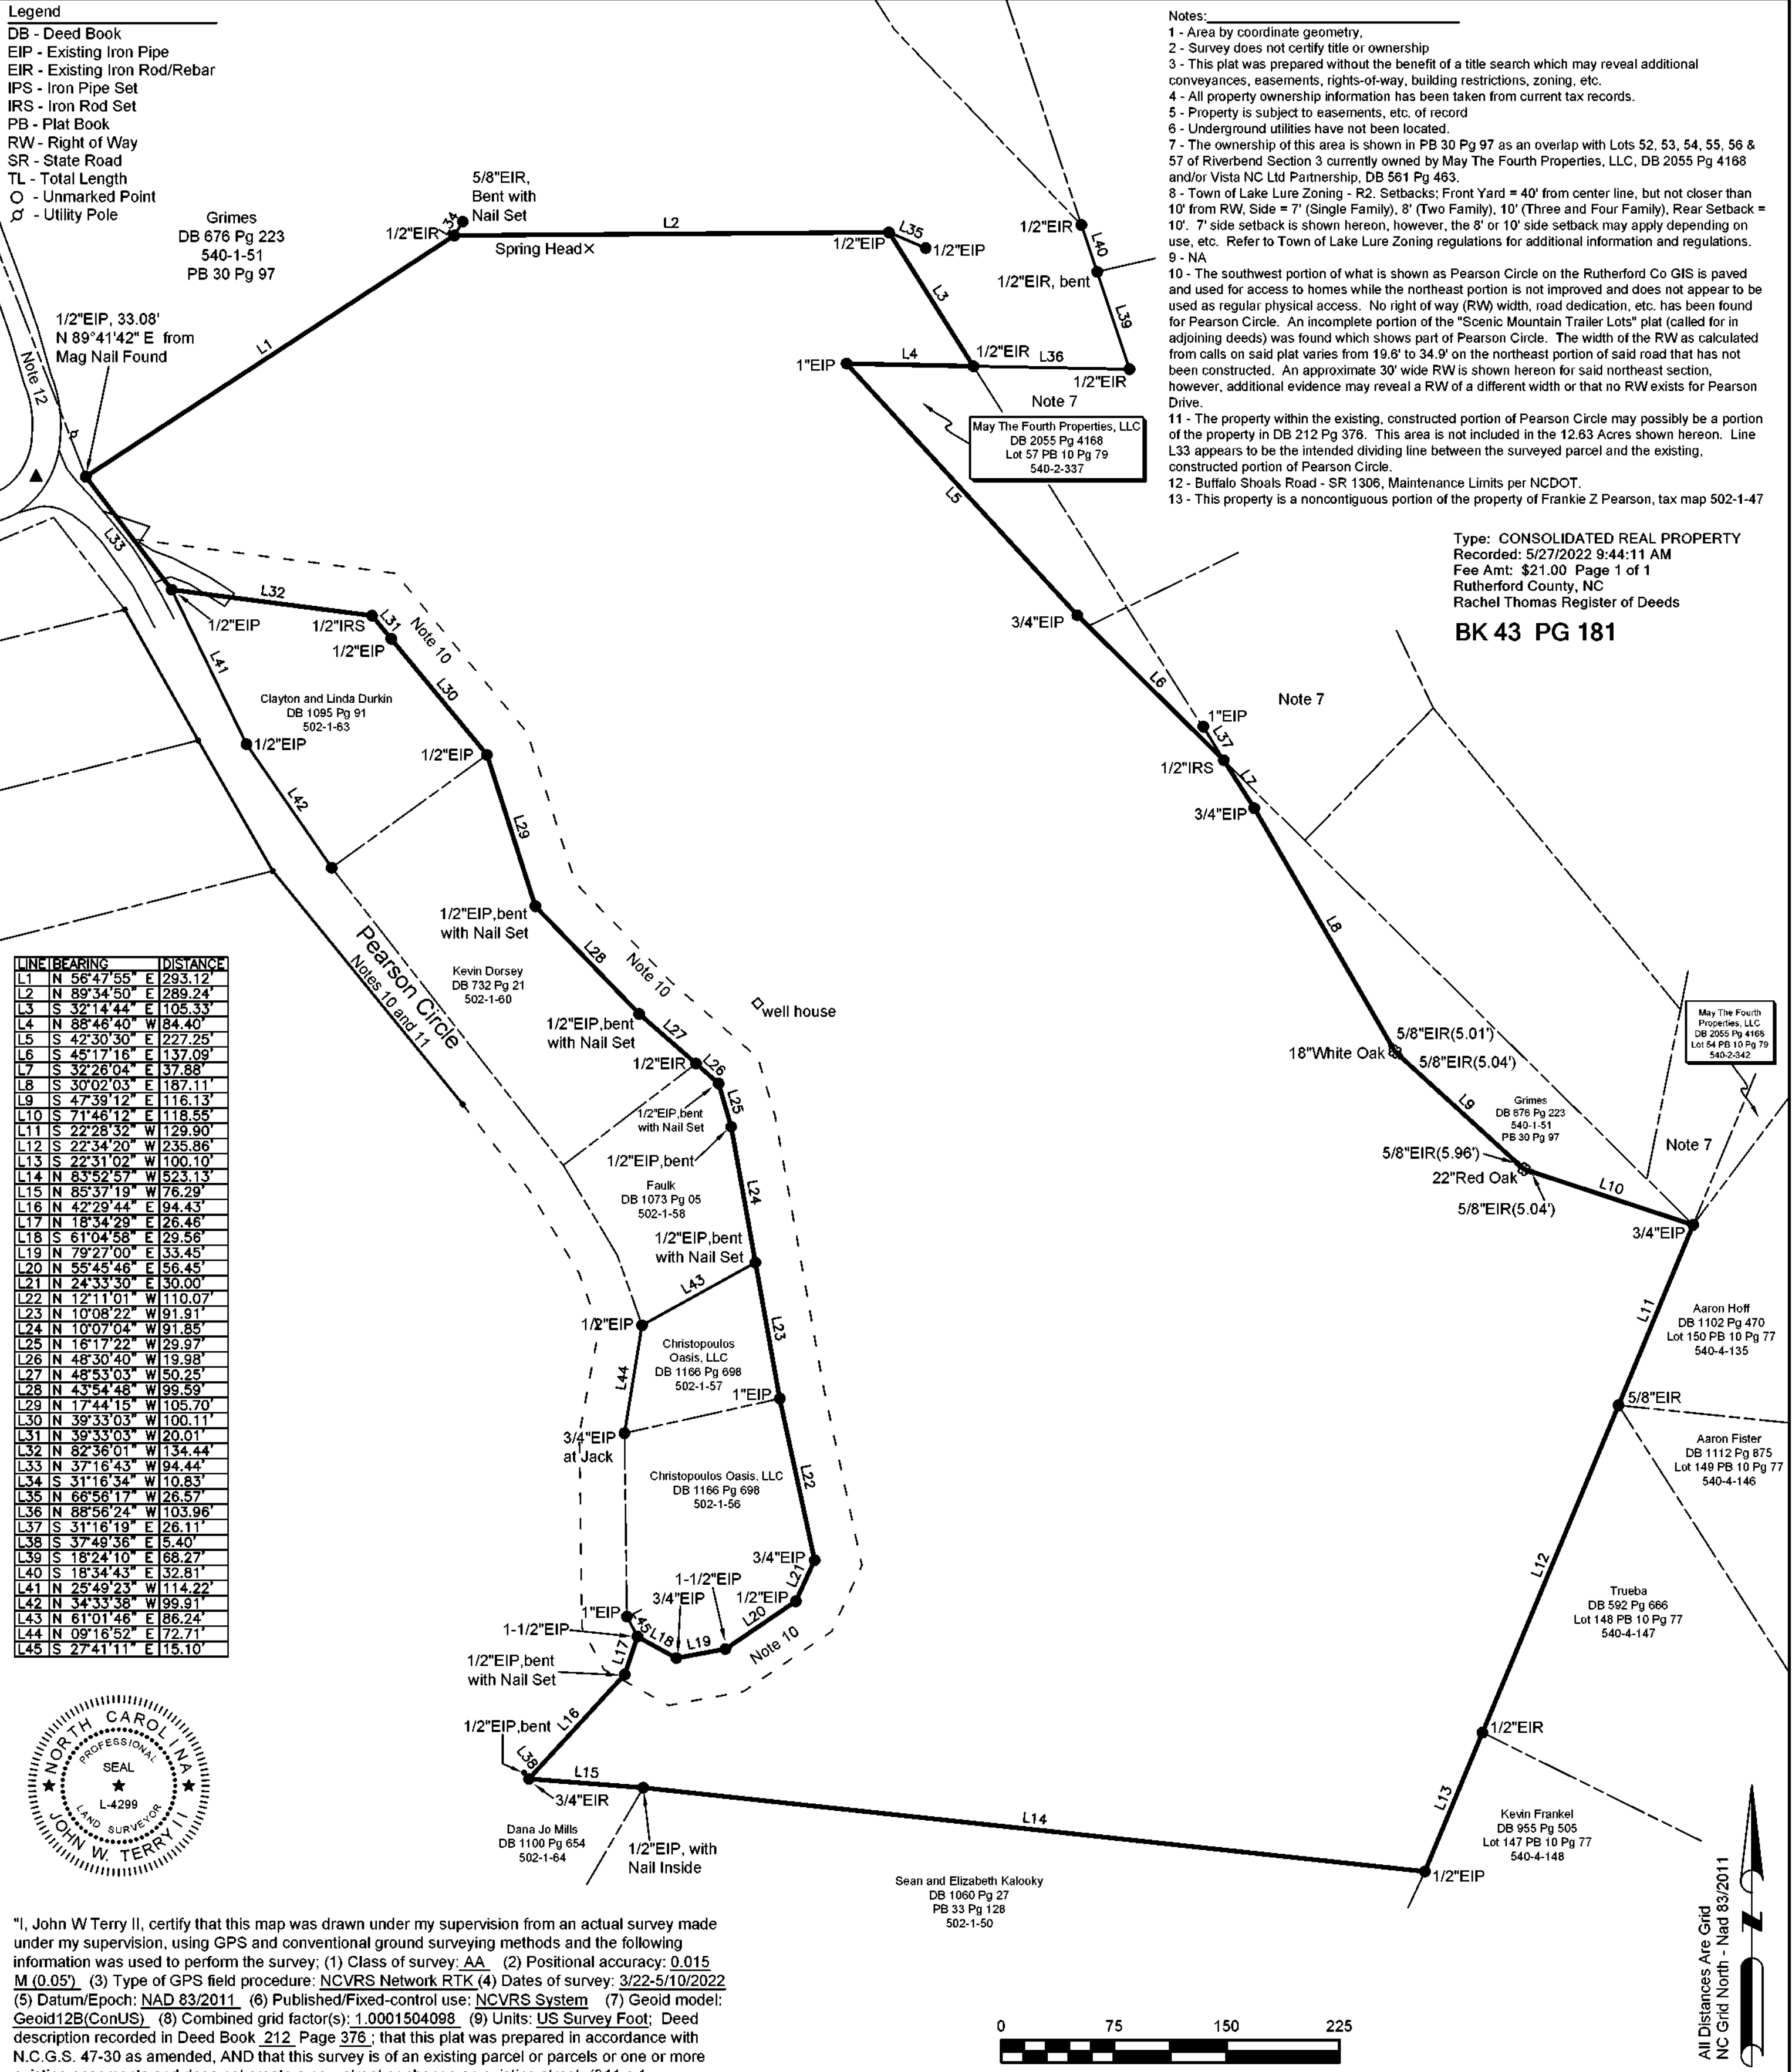 Legend
DB - Deed Book
EIP - Existing Iron Pipe
EIR - Existing Iron Rod/Rebar
IPS - Iron Pipe Set
IRS - Iron Rod Set
PB - Plat Book
RW - Right of Way
SR - State Road
TL - Total Length
- Unmarked Point
- Utility Pole
Notes:
1 - Area by coordinate geometry,
2 - Survey does not certify title or ownership
3 - This plat was prepared without the benefit of a title search which may reveal additional
conveyances, easements, rights-of-way, building restrictions, zoning, etc.
4 - All property ownership information has been taken from current tax records.
5 - Property is subject to easements, etc. of record
6 - Underground utilities have not been located.
7 - The ownership of this area is shown in PB 30 Pg 97 as an overlap with Lots 52, 53, 54, 55, 56 &
57 of Riverbend Section 3 currently owned by May The Fourth Properties, LLC, DB 2055 Pg 4168
and/or Vista NC Ltd Partnership, DB 561 Pg 463.
8 - Town of Lake Lure Zoning - R2. Setbacks; Front Yard = 40' from center line, but not closer than
10' from RW, Side = 7' (Single Family), 8' (Two Family), 10' (Three and Four Family), Rear Setback =
10'. 7' side setback is shown hereon, however, the 8' or 10' side setback may apply depending on
use, etc. Refer to Town of Lake Lure Zoning regulations for additional information and regulations.
9 - NA
10 - The southwest portion of what is shown as Pearson Circle on the Rutherford Co GIS is paved
and used for access to homes while the northeast portion is not improved and does not appear to be
used as regular physical access. No right of way (RW) width, road dedication, etc. has been found
for Pearson Circle. An incomplete portion of the "Scenic Mountain Trailer Lots" plat (called for in
adjoining deeds) was found which shows part of Pearson Circle. The width of the RW as calculated
from calls on said plat varies from 19.6' to 34.9' on the northeast portion of said road that has not
been constructed. An approximate 30' wide RW is shown hereon for said northeast section,
however, additional evidence may reveal a RW of a different width or that no RW exists for Pearson
Drive.
11 - The property within the existing, constructed portion of Pearson Circle may possibly be a portion
of the property in DB 212 Pg 376. This area is not included in the 12.63 Acres shown hereon. Line
L33 appears to be the intended dividing line between the surveyed parcel and the existing,
constructed portion of Pearson Circle.
12 - Buffalo Shoals Road - SR 1306, Maintenance Limits per NCDOT.
13 - This property is a noncontiguous portion of the property of Frankie Z Pearson, tax map 502-1-47
Type: CONSOLIDATED REAL PROPERTY
Recorded: 5/27/2022 9:44:11 AM
Fee Amt: $21.00 Page 1 of 1
Rutherford County, NC
Rachel Thomas Register of Deeds
BK 43 PG 181
Grimes
DB 676 Pg 223
540-1-51
PB 30 Pg 97
5/8"EIR,
Bent with
Nail Set
L34
1/2"EIR
L2
Spring Head X
1/2"EIP
L35
1/2"EIP
1/2"EIR
L40
1/2"EIR, bent
L39
L3
1/2"EIP, 33.08'
N 89°41'42" E from
Mag Nail Found
L1
Note 12
1"EIP
L4
1/2"EIR
L36
1/2"EIR
Note 7
May The Fourth Properties, LLC
DB 2055 Pg 4168
Lot 57 PB 10 Pg 79
540-2-337
L5
L33
L32
1/2"EIP
1/2"IRS
L31
1/2"EIP
Note 10
3/4"EIP
L6
L41
L30
Clayton and Linda Durkin
DB 1095 Pg 91
502-1-63
Note 7
1"EIP
L37
1/2"IRS
L7
3/4"EIP
1/2"EIP
1/2"EIP
L42
L29
L8
1/2"EIP,bent
with Nail Set
L28
Note 10
Pearson Circle
Notes 10 and 11
Kevin Dorsey
DB 732 Pg 21
502-1-60
well house
1/2"EIP,bent
with Nail Set
L27
1/2"EIR
L26
1/2"EIP,bent
with Nail Set
L25
1/2"EIP,bent
5/8"EIR(5.01')
18"White Oak
5/8"EIR(5.04')
May The Fourth
Properties, LLC
DB 2055 Pg 4168
Lot 54 PB 10 Pg 79
540-2-342
L9
Grimes
DB 676 Pg 223
540-1-51
PB 30 Pg 97
Note 7
5/8"EIR(5.96')
22"Red Oak
5/8"EIR(5.04')
L10
3/4"EIP
Faulk
DB 1073 Pg 05
502-1-58
L24
1/2"EIP,bent
with Nail Set
L43
1/2"EIP
L23
Christopoulos
Oasis, LLC
DB 1166 Pg 698
502-1-57
L44
1"EIP
3/4"EIP
at Jack
Christopoulos Oasis, LLC
DB 1166 Pg 698
502-1-56
L22
L11
Aaron Hoff
DB 1102 Pg 470
Lot 150 PB 10 Pg 77
540-4-135
5/8"EIR
Aaron Fister
DB 1112 Pg 875
Lot 149 PB 10 Pg 77
540-4-146
L12
Trueba
DB 592 Pg 666
Lot 148 PB 10 Pg 77
540-4-147
3/4"EIP
L21
1-1/2"EIP
3/4"EIP
1/2"EIP
1"EIP
L45
1-1/2"EIP
L18
L19
L20
Note 10
L17
1/2"EIP,bent
with Nail Set
1/2"EIP,bent
L16
L38
L15
3/4"EIR
Dana Jo Mills
DB 1100 Pg 654
502-1-64
1/2"EIP, with
Nail Inside
L14
1/2"EIR
L13
Kevin Frankel
DB 955 Pg 505
Lot 147 PB 10 Pg 77
540-4-148
1/2"EIP
Sean and Elizabeth Kalooky
DB 1060 Pg 27
PB 33 Pg 128
502-1-50
LINE BEARING DISTANCE
L1 N 56°47'55" E 293.12'
L2 N 89°34'50" E 289.24'
L3 S 32°14'44" E 105.33'
L4 N 88°46'40" W 84.40'
L5 S 42°30'30" E 227.25'
L6 S 45°17'16" E 137.09'
L7 S 32°26'04" E 37.88'
L8 S 30°02'03" E 187.11'
L9 S 47°39'12" E 116.13'
L10 S 71°46'12" E 118.55'
L11 S 22°28'32" W 129.90'
L12 S 22°34'20" W 235.86'
L13 S 22°31'02" W 100.10'
L14 N 83°52'57" W 523.13'
L15 N 85°37'19" W 76.29'
L16 N 42°29'44" E 94.43'
L17 N 18°34'29" E 26.46'
L18 S 61°04'58" E 29.56'
L19 N 79°27'00" E 33.45'
L20 N 55°45'46" E 56.45'
L21 N 24°33'30" E 30.00'
L22 N 12°11'01" W 110.07'
L23 N 10°08'22" W 91.91'
L24 N 10°07'04" W 91.85'
L25 N 16°17'22" W 29.97'
L26 N 48°30'40" W 19.98'
L27 N 48°53'03" W 50.25'
L28 N 43°54'48" W 99.59'
L29 N 17°44'15" W 105.70'
L30 N 39°33'03" W 100.11'
L31 N 39°33'03" W 20.01'
L32 N 82°36'01" W 134.44'
L33 N 37°16'43" W 94.44'
L34 S 31°16'34" W 10.83'
L35 N 66°56'17" W 26.57'
L36 N 88°56'24" W 103.96'
L37 S 31°16'19" E 26.11'
L38 S 37°49'36" E 5.40'
L39 S 18°24'10" E 68.27'
L40 S 18°34'43" E 32.81'
L41 N 25°49'23" W 114.22'
L42 N 34°33'38" W 99.91'
L43 N 61°01'46" E 86.24'
L44 N 09°16'52" E 72.71'
L45 S 27°41'11" E 15.10'
NORTH CAROLINA
PROFESSIONAL
SEAL
L-4299
LAND SURVEYOR
JOHN W. TERRY II
"I, John W Terry II, certify that this map was drawn under my supervision from an actual survey made
under my supervision, using GPS and conventional ground surveying methods and the following
information was used to perform the survey; (1) Class of survey: AA (2) Positional accuracy: 0.015
M (0.05') (3) Type of GPS field procedure: NCVRS Network RTK (4) Dates of survey: 3/22-5/10/2022
(5) Datum/Epoch: NAD 83/2011 (6) Published/Fixed-control use: NCVRS System (7) Geoid model:
Geoid12B(ConUS) (8) Combined grid factor(s): 1.0001504098 (9) Units: US Survey Foot; Deed
description recorded in Deed Book 212 Page 376 ; that this plat was prepared in accordance with
N.C.G.S. 47-30 as amended, AND that this survey is of an existing parcel or parcels or one or more
0 75 150 225
All Distances Are Grid
NC Grid North - Nad 83/2011
N